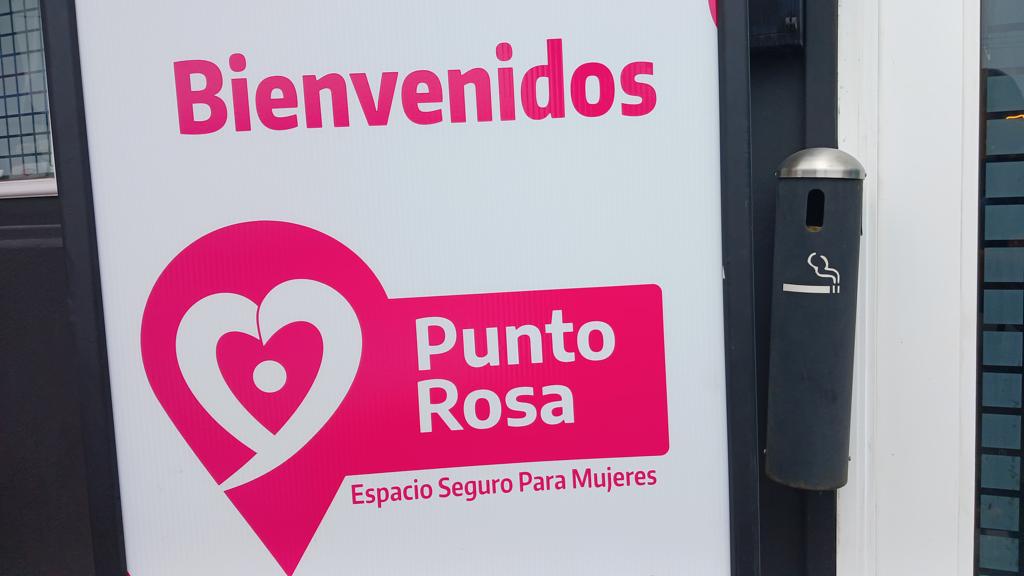 Bienvenidos
Punto
Rosa
Espacio Seguro Para Mujeres